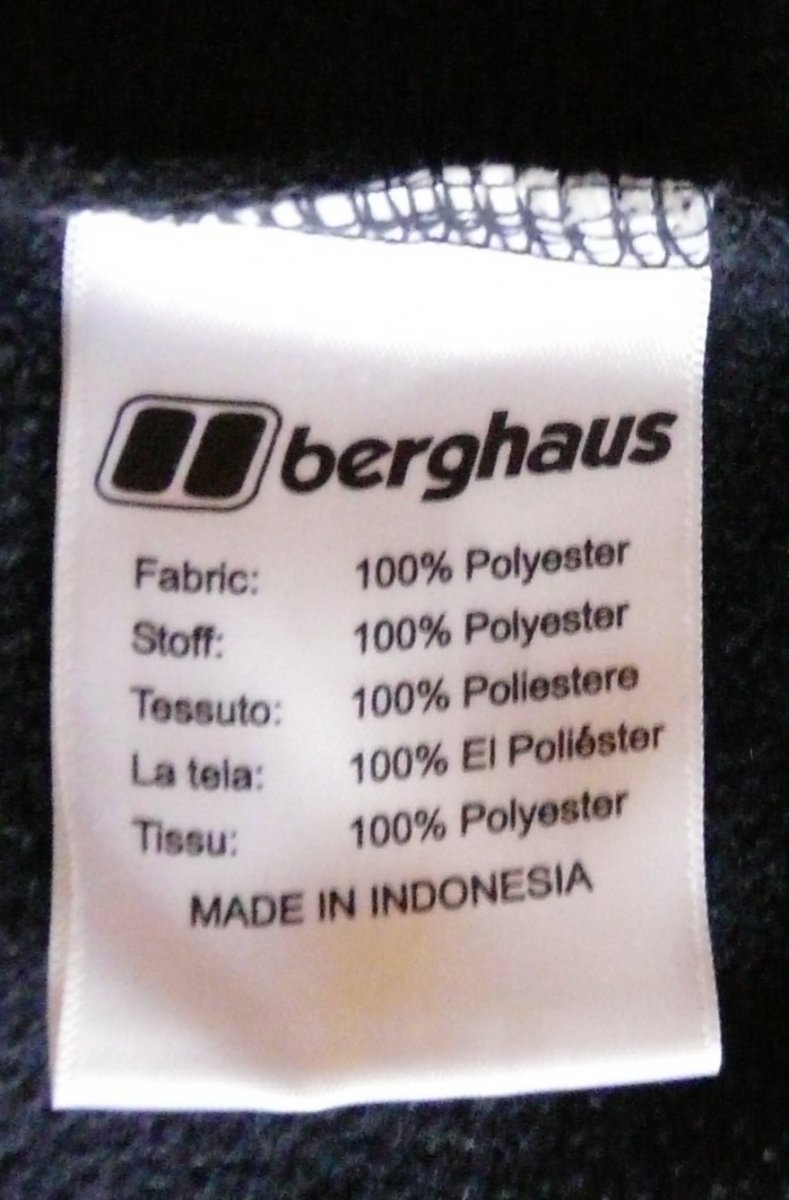 berghaus
Fabric: 100% Polyester
Stoff: 100% Polyester
Tessuto: 100% Poliestere
La tela: 100% El Poliéster
Tissu: 100% Polyester
MADE IN INDONESIA